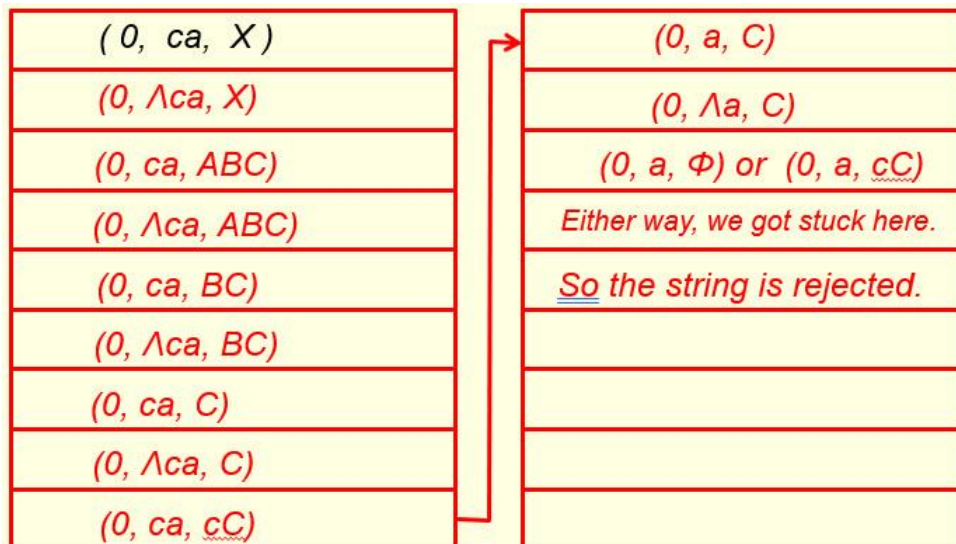 ( 0, ca, X )
(0, Λca, X)
(0, ca, ABC)
(0, Λca, ABC)
(0, ca, BC)
(0, Λca, BC)
(0, ca, C)
(0, Λca, C)
(0, ca, cC)
(0, a, C)
(0, Λa, C)
(0, a, Φ) or (0, a, cC)
Either way, we got stuck here.
So the string is rejected.